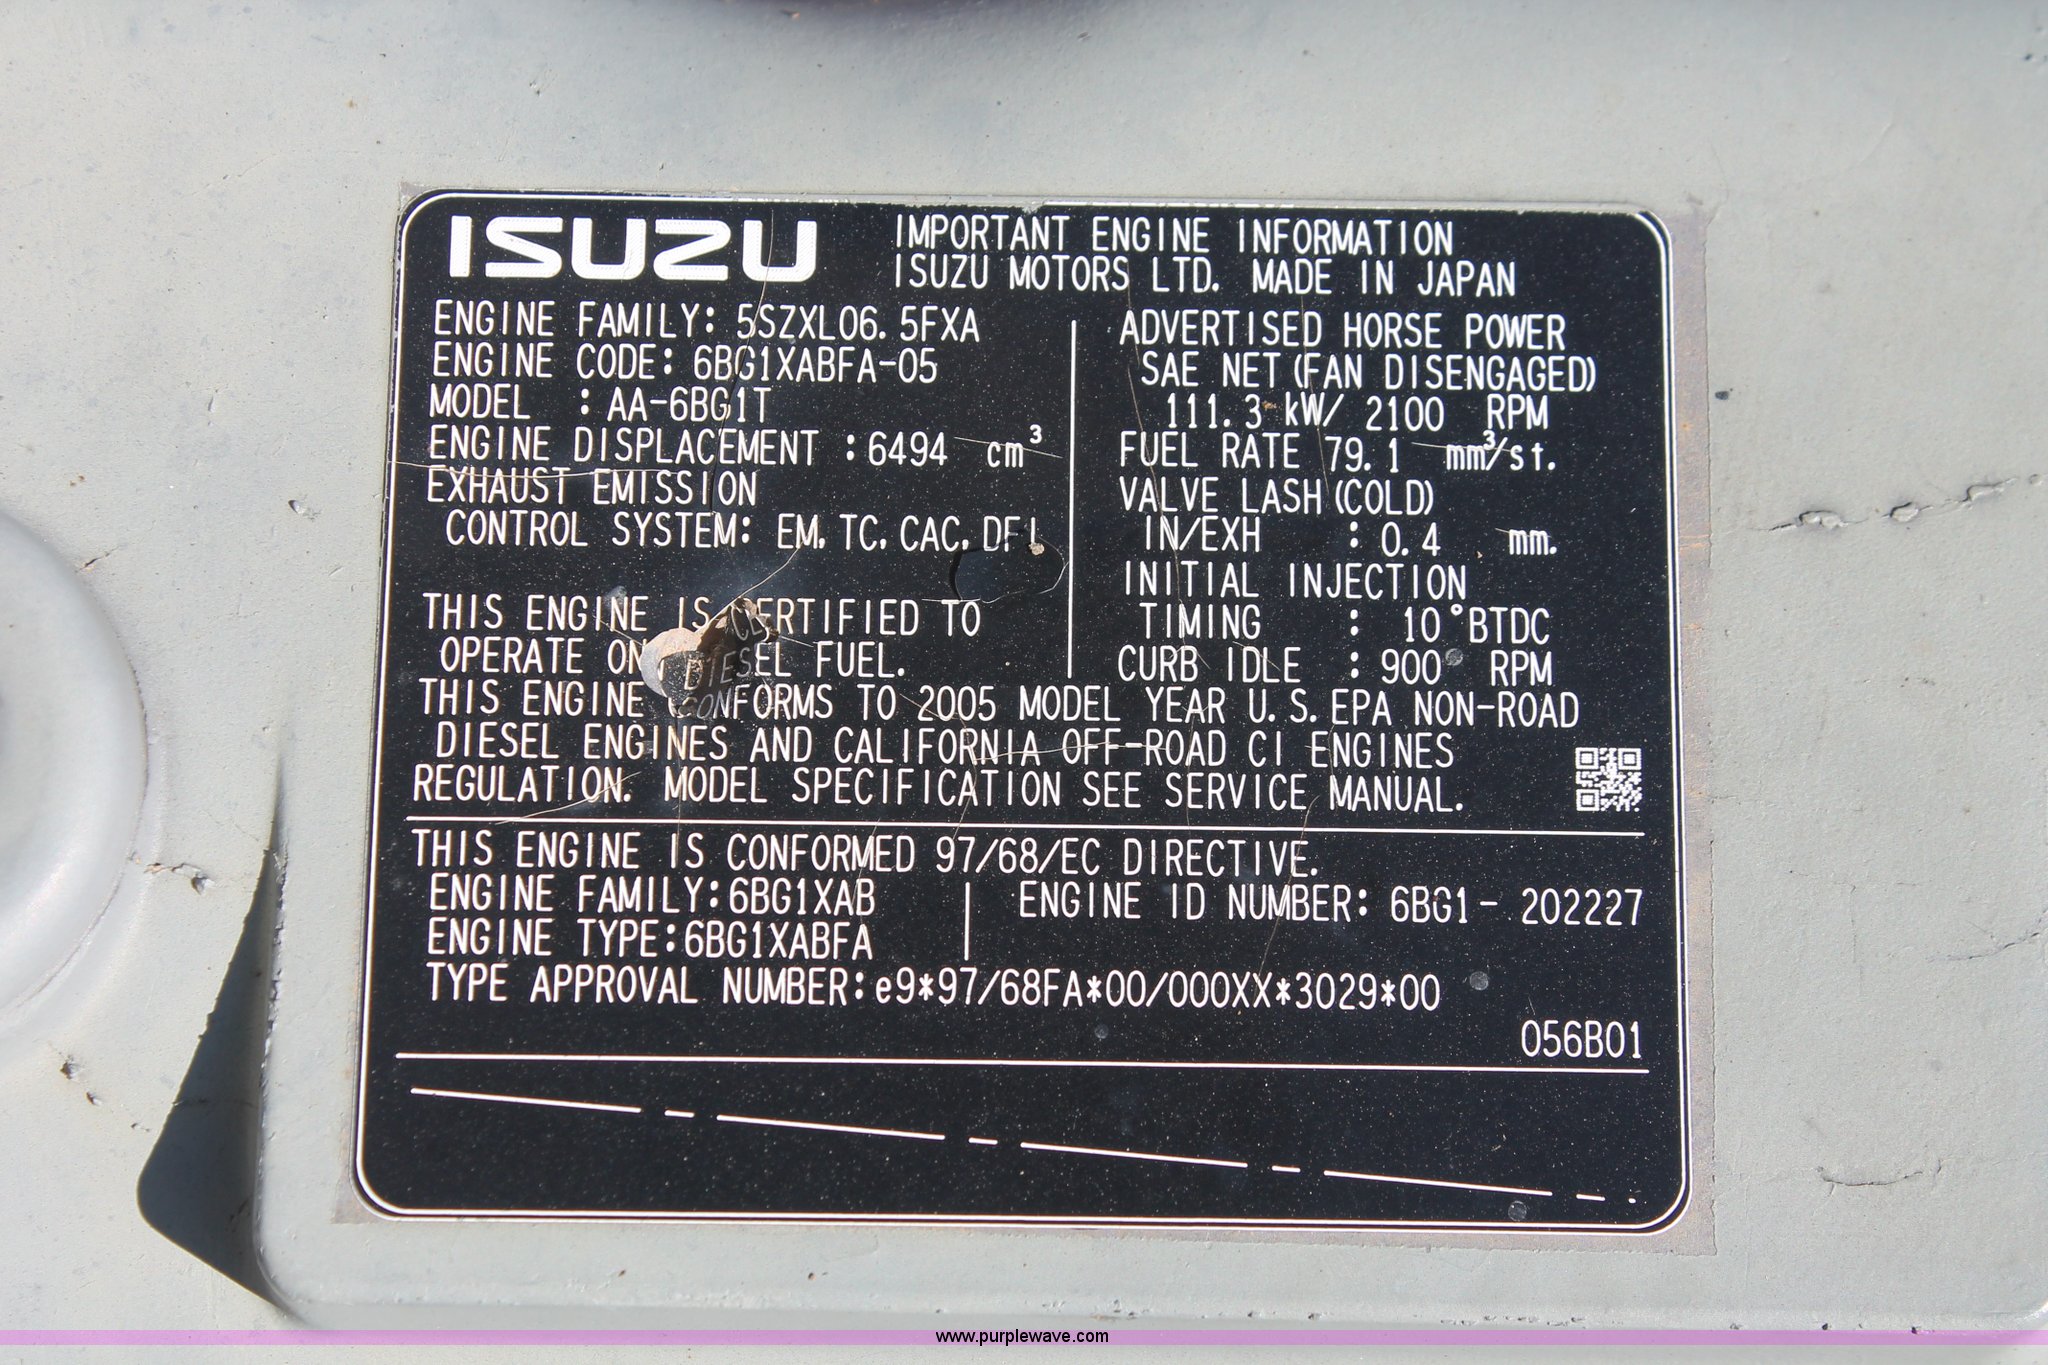 ISUZU
IMPORTANT ENGINE INFORMATION
ISUZU MOTORS LTD. MADE IN JAPAN
ENGINE FAMILY: 5SZXL06.5FXA
ENGINE CODE: 6BG1XABFA-05
MODEL : AA-6BG1T
ENGINE DISPLACEMENT : 6494 cm³
EXHAUST EMISSION
CONTROL SYSTEM: EM, TC, CAC, DFI
THIS ENGINE IS CERTIFIED TO
OPERATE ON DIESEL FUEL.
ADVERTISED HORSE POWER
SAE NET (FAN DISENGAGED)
111.3 kW/ 2100 RPM
FUEL RATE 79.1 mm³/st.
VALVE LASH (COLD)
IN/EXH : 0.4 mm.
INITIAL INJECTION
TIMING : 10°BTDC
CURB IDLE : 900 RPM
THIS ENGINE CONFORMS TO 2005 MODEL YEAR U.S. EPA NON-ROAD
DIESEL ENGINES AND CALIFORNIA OFF-ROAD CI ENGINES
REGULATION. MODEL SPECIFICATION SEE SERVICE MANUAL.
THIS ENGINE IS CONFORMED 97/68/EC DIRECTIVE.
ENGINE FAMILY: 6BG1XAB
ENGINE ID NUMBER: 6BG1- 202227
ENGINE TYPE: 6BG1XABFA
TYPE APPROVAL NUMBER: e9*97/68FA*00/000XX*3029*00
056B01
www.purplewave.com